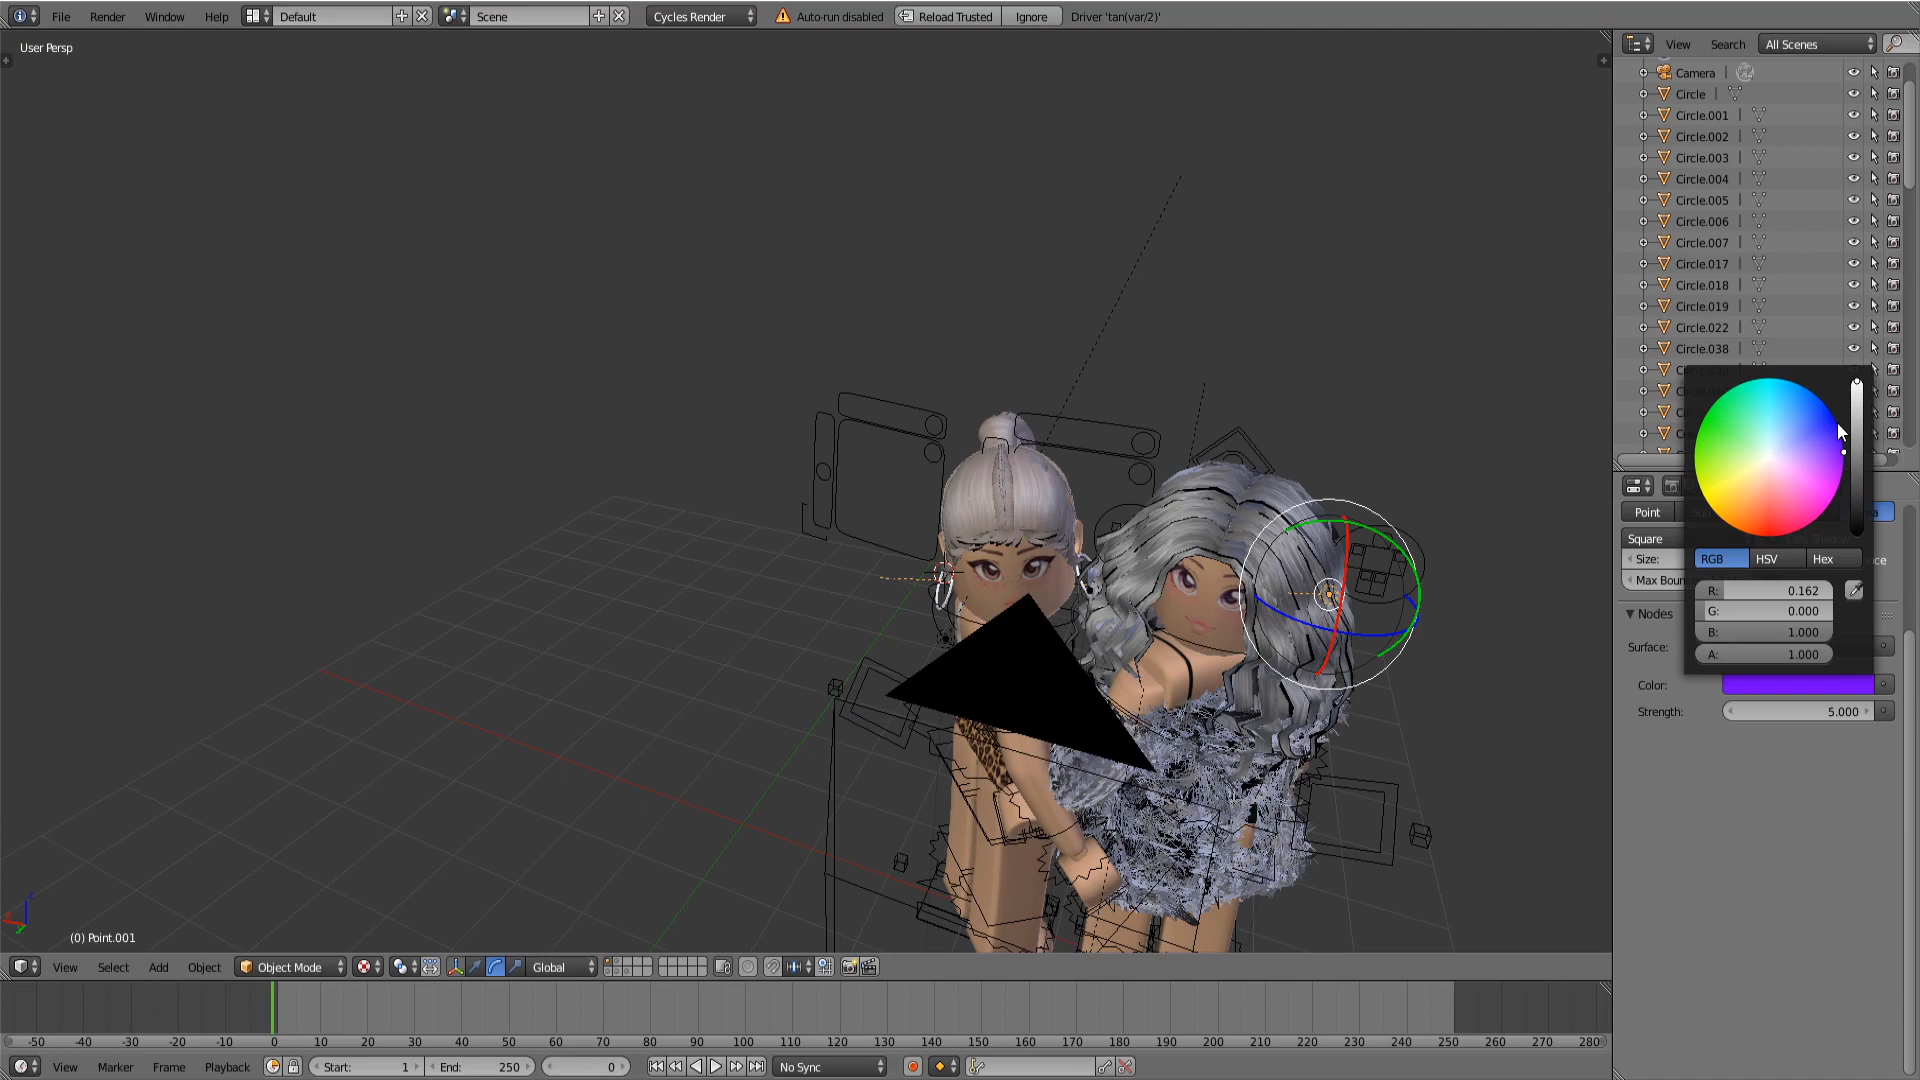 File Render Window Help Default Scene Cycles Render Auto-run disabled Reload Trusted Ignore Driver 'tan(var/2)'
User Persp
View Search All Scenes
Camera
Circle
Circle.001
Circle.002
Circle.003
Circle.004
Circle.005
Circle.006
Circle.007
Circle.017
Circle.018
Circle.019
Circle.022
Circle.038
Point
Square
Size:
Max Boun
RGB HSV Hex
R: 0.162
G: 0.000
B: 1.000
A: 1.000
Nodes
Surface:
Color:
Strength: 5.000
(0) Point.001
View Select Add Object Object Mode Global
-50 -40 -30 -20 -10 0 10 20 30 40 50 60 70 80 90 100 110 120 130 140 150 160 170 180 190 200 210 220 230 240 250 260 270 280
View Marker Frame Playback Start: 1 End: 250 0 No Sync